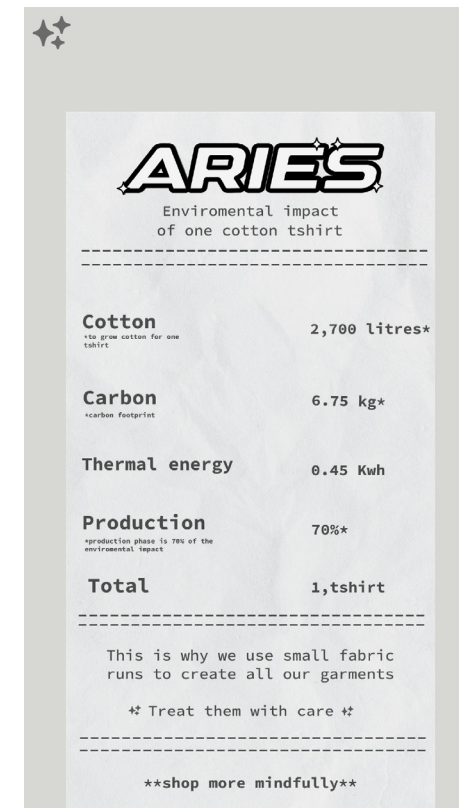 ARIES
Enviromental impact
of one cotton tshirt
Cotton
*to grow cotton for one
tshirt
2,700 litres*
Carbon
*carbon footprint
6.75 kg*
Thermal energy
0.45 Kwh
Production
*production phase is 70% of the
enviromental impact
70%*
Total
1,tshirt
This is why we use small fabric
runs to create all our garments
Treat them with care
**shop more mindfully**